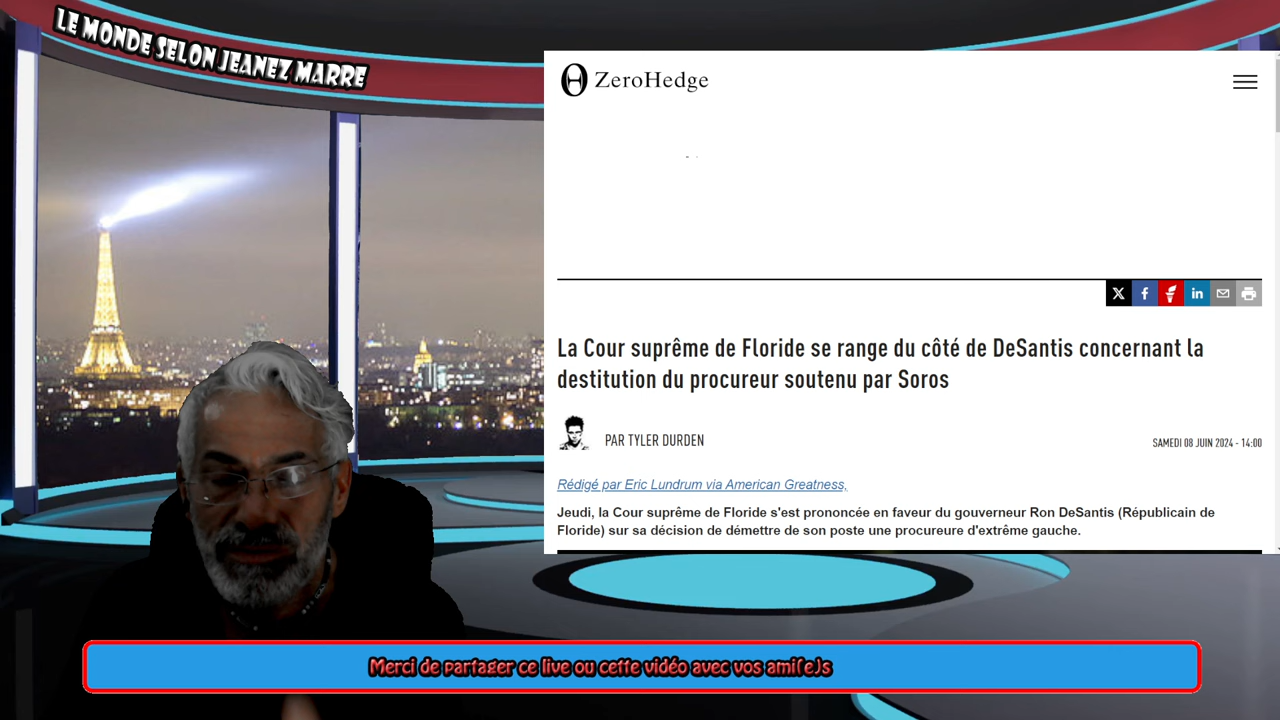 LE MONDE SELON JEANEZ MARRE
ZeroHedge
La Cour suprême de Floride se range du côté de DeSantis concernant la
destitution du procureur soutenu par Soros
PAR TYLER DURDEN
SAMEDI 08 JUIN 2024 - 14:00
Rédigé par Eric Lundrum via American Greatness,
Jeudi, la Cour suprême de Floride s'est prononcée en faveur du gouverneur Ron DeSantis (Républicain de
Floride) sur sa décision de démettre de son poste une procureure d'extrême gauche.
Merci de partager ce live ou cette vidéo avec vos ami(e)s